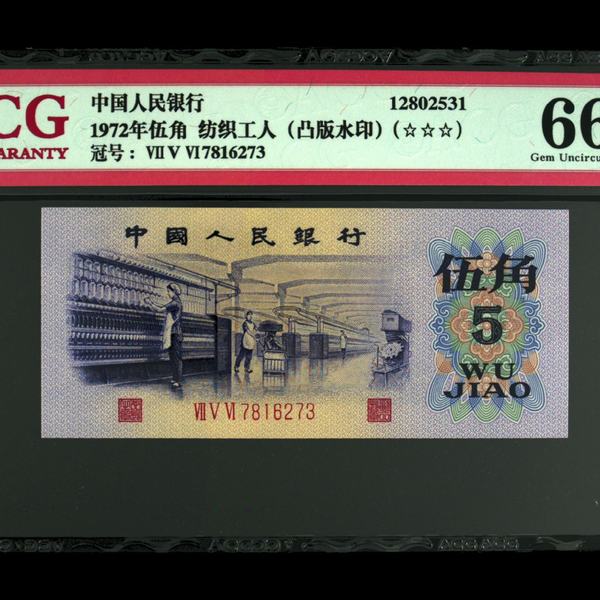 CG
ARANTY
中国人民银行 12802531
1972年伍角 纺织工人（凸版水印）(☆☆☆)
冠号：Ⅶ Ⅴ Ⅵ7816273
66
Gem Uncircu
中國人民銀行
伍角
5
WU
JIAO
Ⅶ Ⅴ Ⅵ 7816273